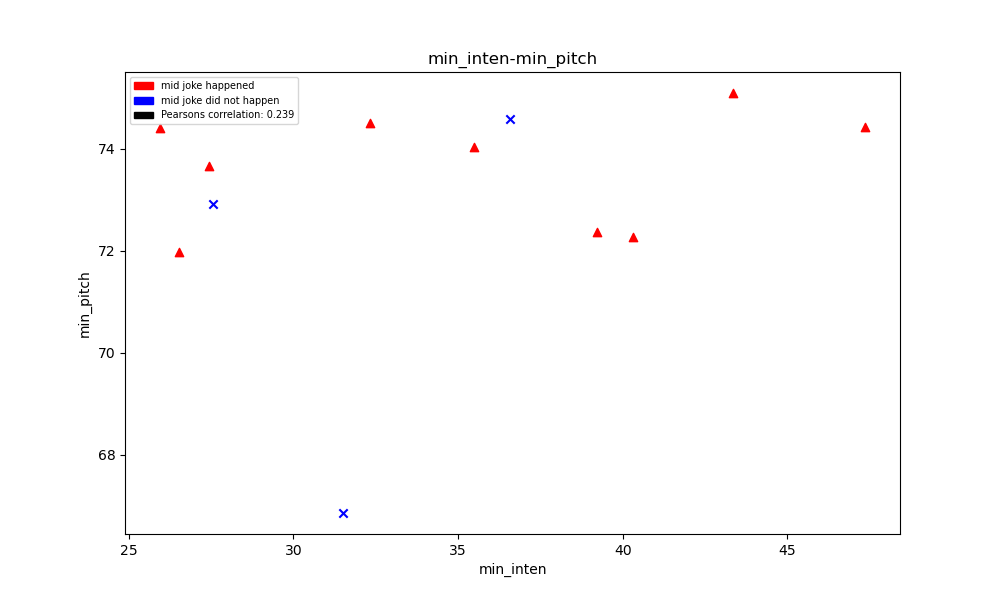 min_inten-min_pitch
mid joke happened
mid joke did not happen
Pearsons correlation: 0.239
74
72
70
68
min_pitch
25 30 35 40 45
min_inten